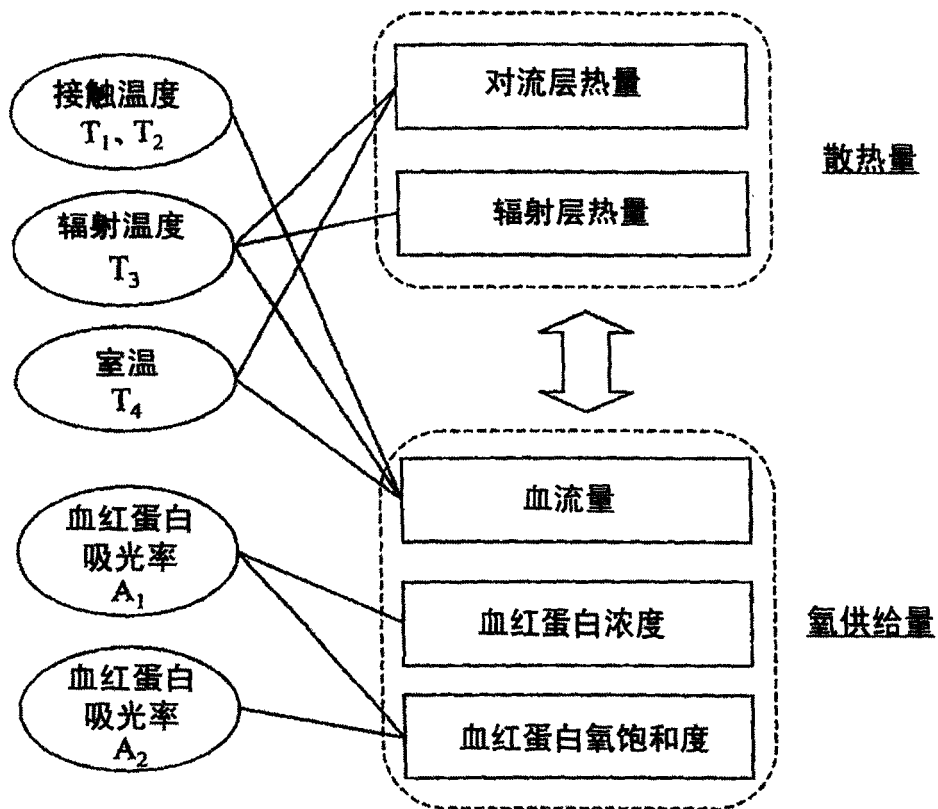 接触温度
T₁、T₂
辐射温度
T₃
室温
T₄
血红蛋白
吸光率
A₁
血红蛋白
吸光率
A₂
对流层热量
辐射层热量
散热量
血流量
血红蛋白浓度
血红蛋白氧饱和度
氧供给量